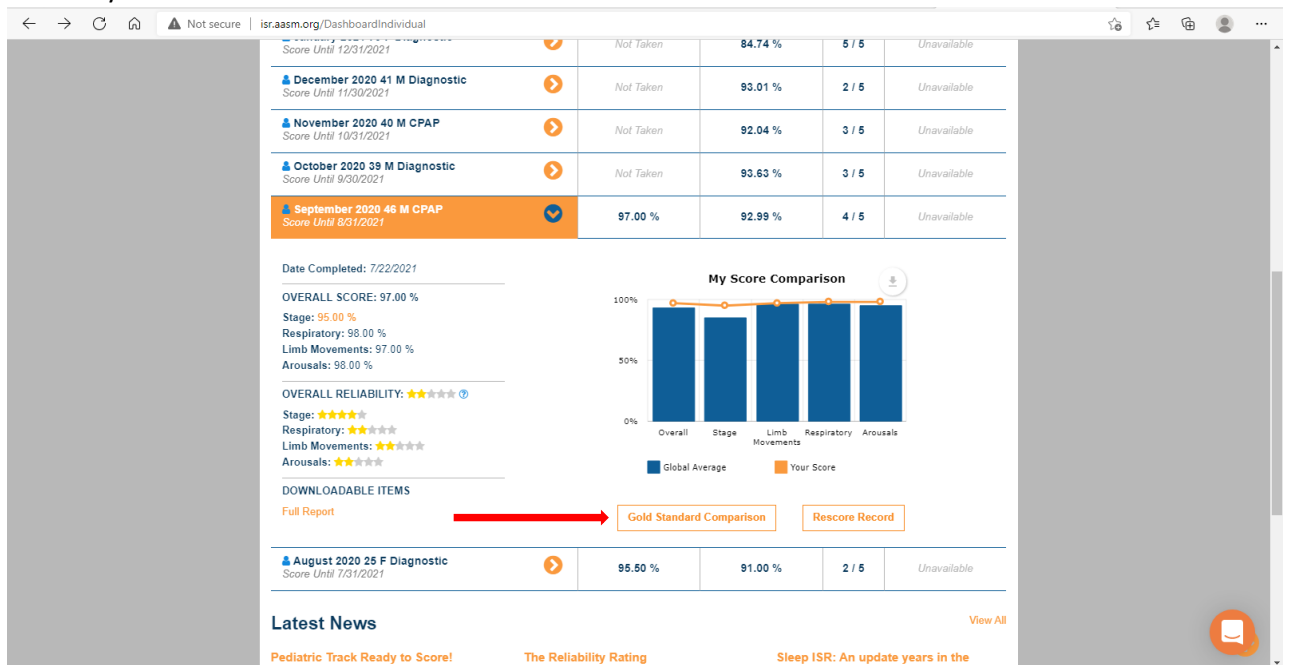 Not secure | isr.aasm.org/DashboardIndividual
Score Until 12/31/2021 Not Taken 84.74 % 5 / 5 Unavailable
December 2020 41 M Diagnostic
Score Until 11/30/2021 Not Taken 93.01 % 2 / 5 Unavailable
November 2020 40 M CPAP
Score Until 10/31/2021 Not Taken 92.04 % 3 / 5 Unavailable
October 2020 39 M Diagnostic
Score Until 9/30/2021 Not Taken 93.63 % 3 / 5 Unavailable
September 2020 46 M CPAP
Score Until 8/31/2021 97.00 % 92.99 % 4 / 5 Unavailable
Date Completed: 7/22/2021
OVERALL SCORE: 97.00 %
Stage: 95.00 %
Respiratory: 98.00 %
Limb Movements: 97.00 %
Arousals: 98.00 %
OVERALL RELIABILITY:
Stage:
Respiratory:
Limb Movements:
Arousals:
DOWNLOADABLE ITEMS
Full Report
My Score Comparison
100%
50%
0%
Overall Stage Limb Movements Respiratory Arousals
Global Average Your Score
Gold Standard Comparison Rescore Record
August 2020 25 F Diagnostic
Score Until 7/31/2021 95.50 % 91.00 % 2 / 5 Unavailable
Latest News View All
Pediatric Track Ready to Score! The Reliability Rating Sleep ISR: An update years in the